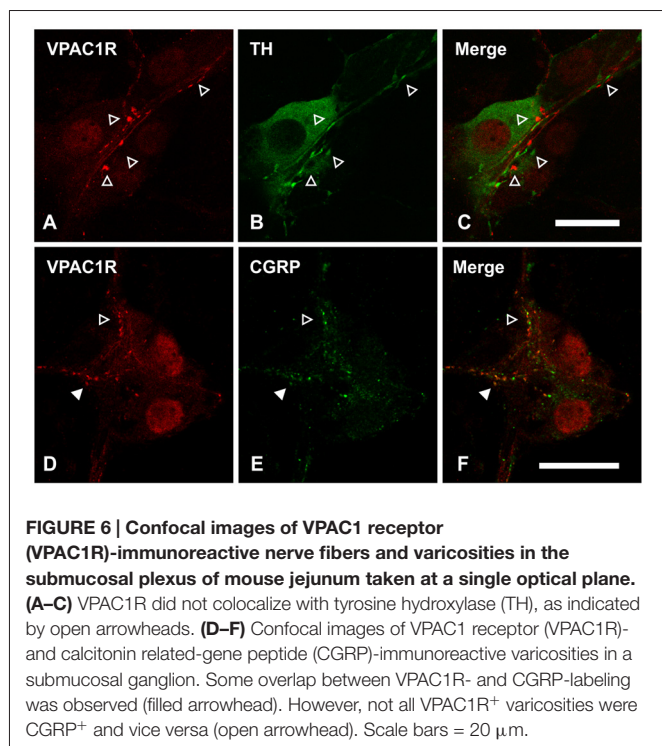 VPAC1R TH Merge
A B C
VPAC1R CGRP Merge
D E F
FIGURE 6 | Confocal images of VPAC1 receptor
(VPAC1R)-immunoreactive nerve fibers and varicosities in the
submucosal plexus of mouse jejunum taken at a single optical plane.
(A–C) VPAC1R did not colocalize with tyrosine hydroxylase (TH), as indicated
by open arrowheads. (D–F) Confocal images of VPAC1 receptor (VPAC1R)-
and calcitonin related-gene peptide (CGRP)-immunoreactive varicosities in a
submucosal ganglion. Some overlap between VPAC1R- and CGRP-labeling
was observed (filled arrowhead). However, not all VPAC1R⁺ varicosities were
CGRP⁺ and vice versa (open arrowhead). Scale bars = 20 μm.